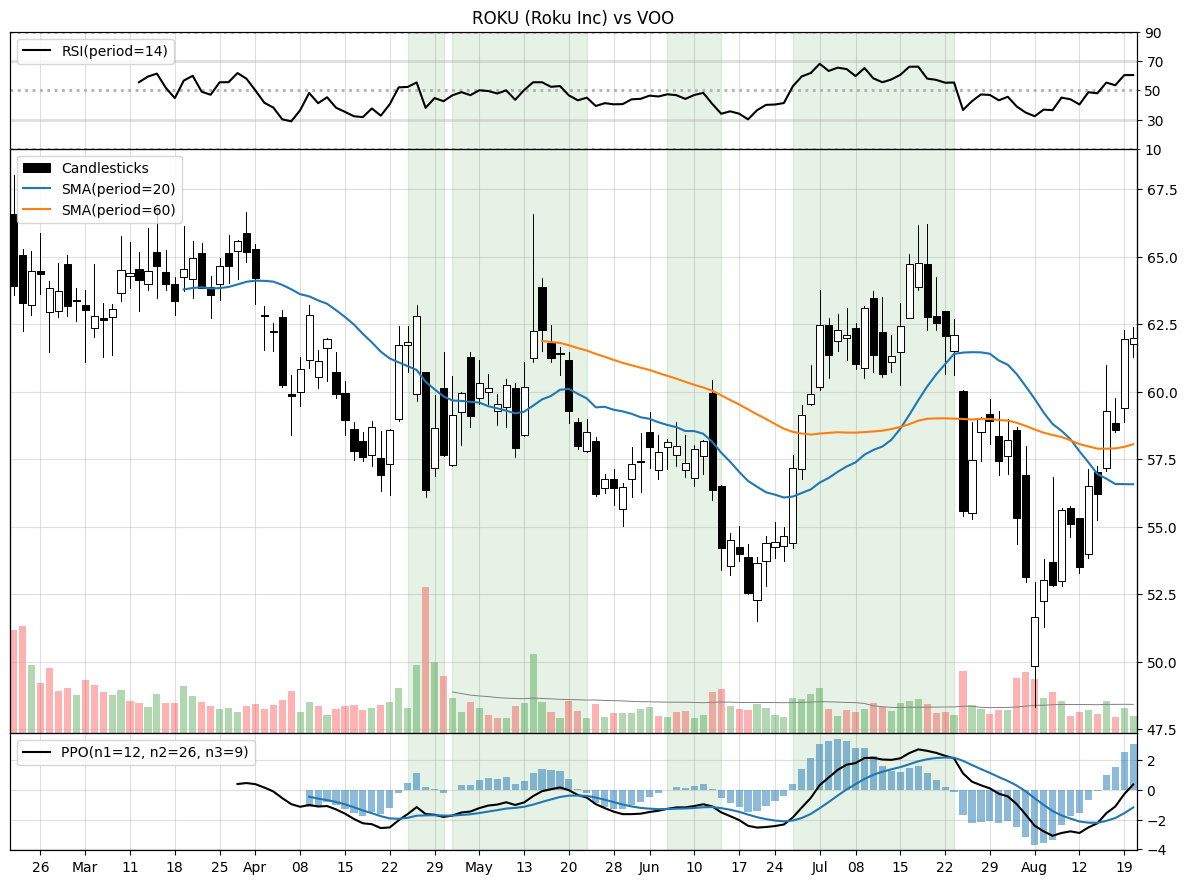 ROKU (Roku Inc) vs VOO
RSI(period=14)
90
70
50
30
10
Candlesticks
SMA(period=20)
SMA(period=60)
67.5
65.0
62.5
60.0
57.5
55.0
52.5
50.0
47.5
PPO(n1=12, n2=26, n3=9)
2
0
−2
−4
26 Mar 11 18 25 Apr 08 15 22 29 May 13 20 28 Jun 10 17 24 Jul 08 15 22 29 Aug 12 19